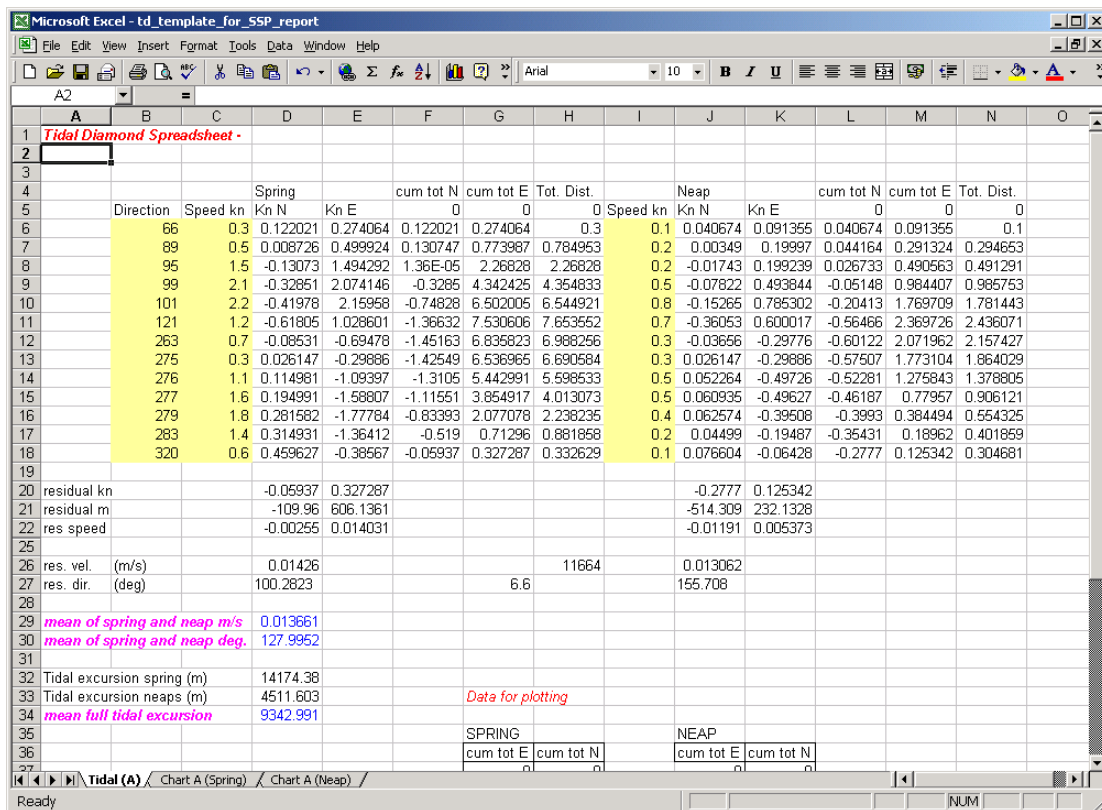 Microsoft Excel - td_template_for_SSP_report
File Edit View Insert Format Tools Data Window Help
Arial 10 B I U
A2 =
A B C D E F G H I J K L M N O
1 Tidal Diamond Spreadsheet -
2
3
4 Spring cum tot N cum tot E Tot. Dist. Neap cum tot N cum tot E Tot. Dist.
5 Direction Speed kn Kn N Kn E 0 0 0 Speed kn Kn N Kn E 0 0 0
6 66 0.3 0.122021 0.274064 0.122021 0.274064 0.3 0.1 0.040674 0.091355 0.040674 0.091355 0.1
7 89 0.5 0.008726 0.499924 0.130747 0.773987 0.784953 0.2 0.00349 0.19997 0.044164 0.291324 0.294653
8 95 1.5 -0.13073 1.494292 1.36E-05 2.26828 2.26828 0.2 -0.01743 0.199239 0.026733 0.490563 0.491291
9 99 2.1 -0.32851 2.074146 -0.3285 4.342425 4.354833 0.5 -0.07822 0.493844 -0.05148 0.984407 0.985753
10 101 2.2 -0.41978 2.15958 -0.74828 6.502005 6.544921 0.8 -0.15265 0.785302 -0.20413 1.769709 1.781443
11 121 1.2 -0.61805 1.028601 -1.36632 7.530606 7.653552 0.7 -0.36053 0.600017 -0.56466 2.369726 2.436071
12 263 0.7 -0.08531 -0.69478 -1.45163 6.835823 6.988256 0.3 -0.03656 -0.29776 -0.60122 2.071962 2.157427
13 275 0.3 0.026147 -0.29886 -1.42549 6.536965 6.690584 0.3 0.026147 -0.29886 -0.57507 1.773104 1.864029
14 276 1.1 0.114981 -1.09397 -1.3105 5.442991 5.598533 0.5 0.052264 -0.49726 -0.52281 1.275843 1.378805
15 277 1.6 0.194991 -1.58807 -1.11551 3.854917 4.013073 0.5 0.060935 -0.49627 -0.46187 0.77957 0.906121
16 279 1.8 0.281582 -1.77784 -0.83393 2.077078 2.238235 0.4 0.062574 -0.39508 -0.3993 0.384494 0.554325
17 283 1.4 0.314931 -1.36412 -0.519 0.71296 0.881858 0.2 0.04499 -0.19487 -0.35431 0.18962 0.401859
18 320 0.6 0.459627 -0.38567 -0.05937 0.327287 0.332629 0.1 0.076604 -0.06428 -0.2777 0.125342 0.304681
19
20 residual kn -0.05937 0.327287 -0.2777 0.125342
21 residual m -109.96 606.1361 -514.309 232.1328
22 res speed -0.00255 0.014031 -0.01191 0.005373
25
26 res. vel. (m/s) 0.01426 11664 0.013062
27 res. dir. (deg) 100.2823 6.6 155.708
28
29 mean of spring and neap m/s 0.013661
30 mean of spring and neap deg. 127.9952
31
32 Tidal excursion spring (m) 14174.38
33 Tidal excursion neaps (m) 4511.603 Data for plotting
34 mean full tidal excursion 9342.991
35 SPRING NEAP
36 cum tot E cum tot N cum tot E cum tot N
37 0 0 0 0
Tidal (A) Chart A (Spring) Chart A (Neap)
Ready NUM